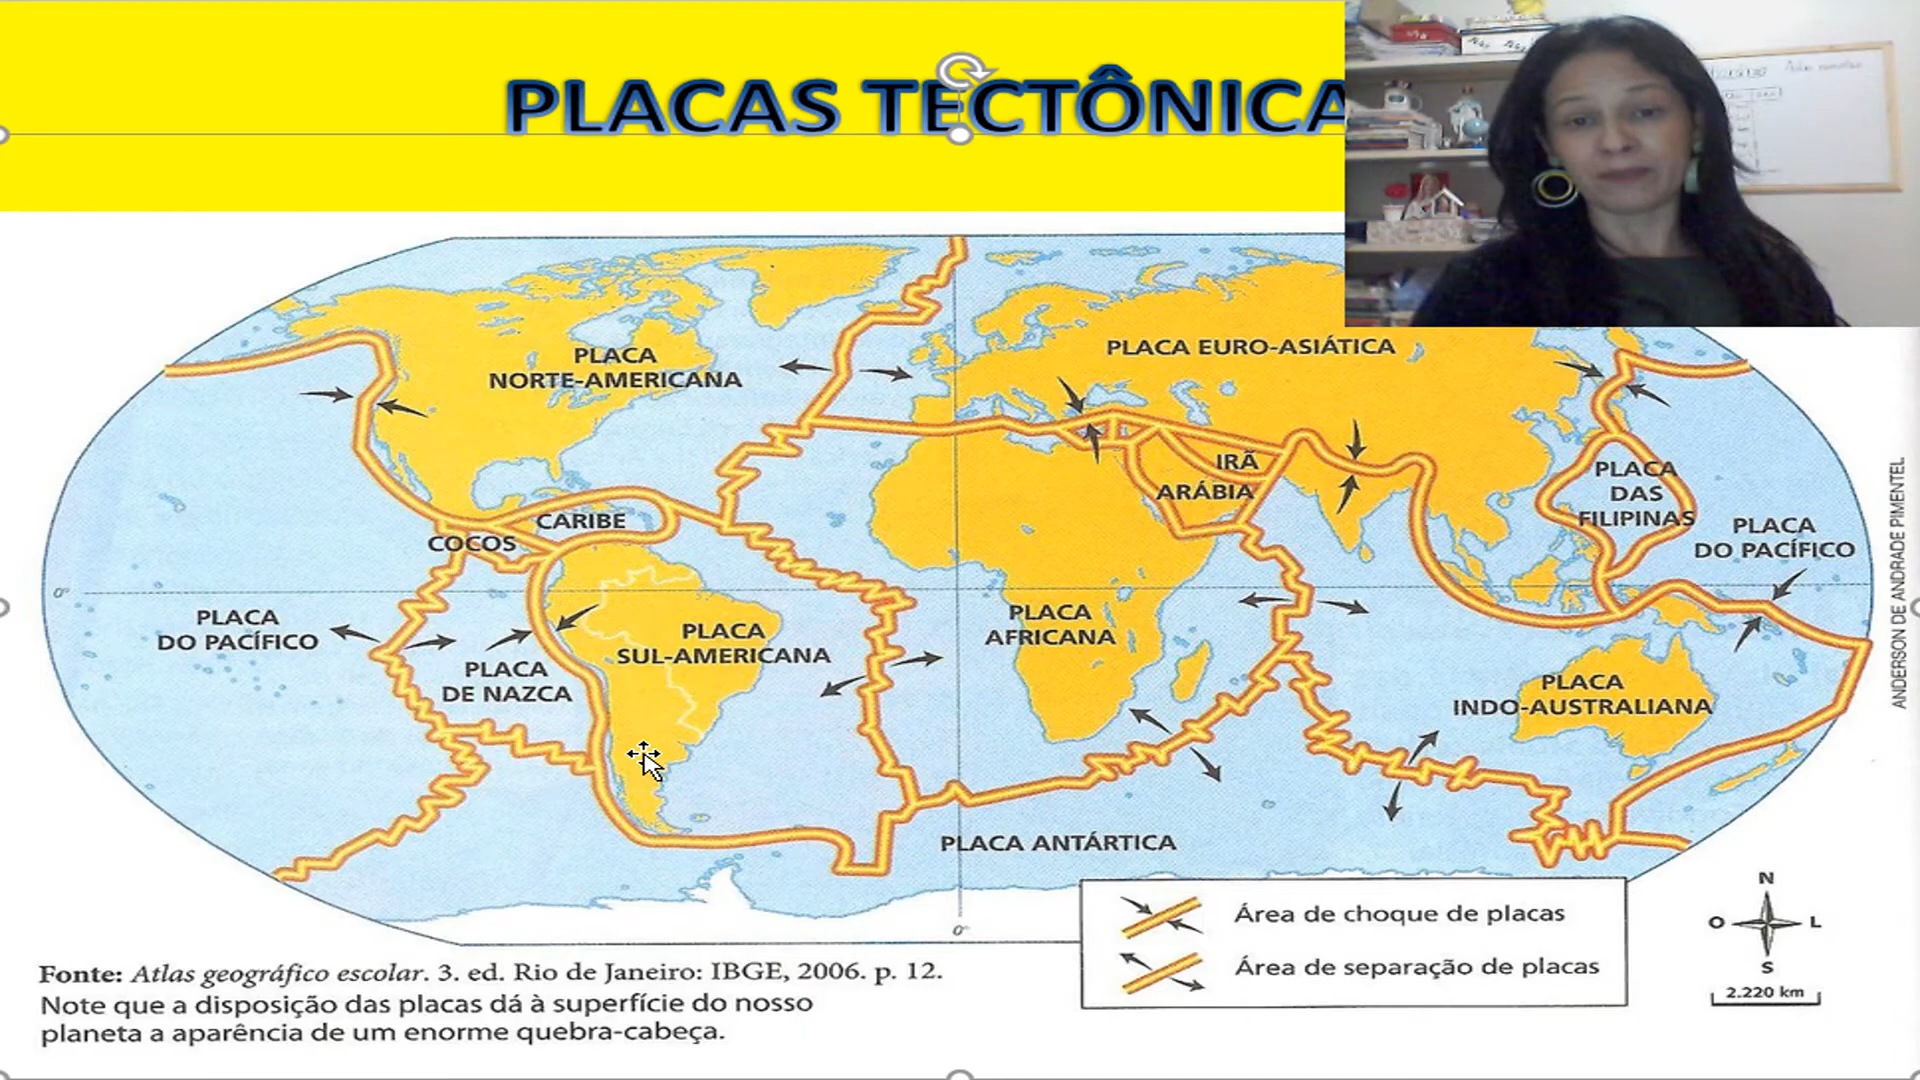 PLACAS TECTÔNICA
PLACA
NORTE-AMERICANA
PLACA EURO-ASIÁTICA
IRÃ
ARÁBIA
PLACA
DAS
FILIPINAS
PLACA
DO PACÍFICO
CARIBE
COCOS
0°
PLACA
DO PACÍFICO
PLACA
DE NAZCA
PLACA
SUL-AMERICANA
PLACA
AFRICANA
PLACA
INDO-AUSTRALIANA
PLACA ANTÁRTICA
0°
ANDERSON DE ANDRADE PIMENTEL
Área de choque de placas
Área de separação de placas
N
O
L
S
2.220 km
Fonte: Atlas geográfico escolar. 3. ed. Rio de Janeiro: IBGE, 2006. p. 12.
Note que a disposição das placas dá à superfície do nosso
planeta a aparência de um enorme quebra-cabeça.